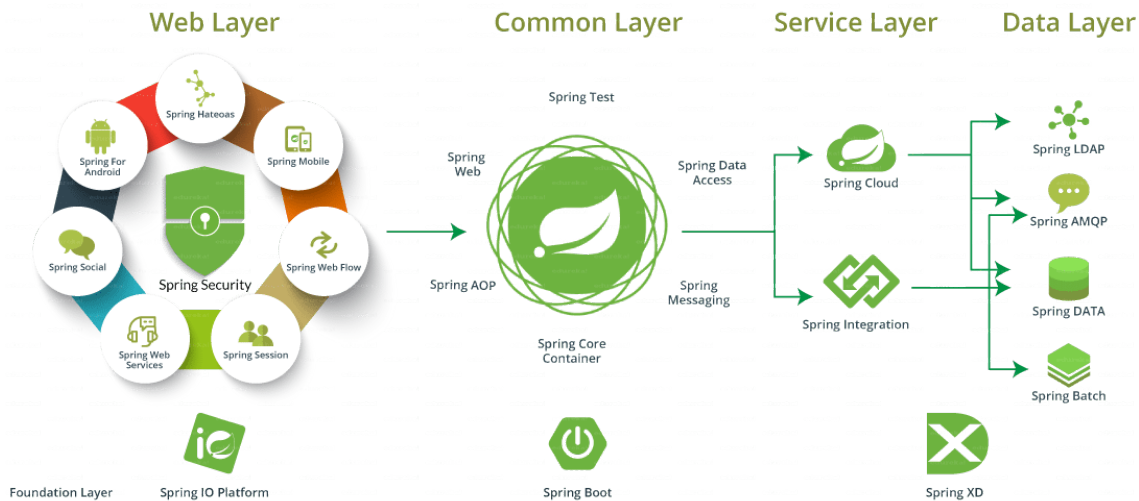 Web Layer
Common Layer
Service Layer
Data Layer
Spring Hateoas
Spring For
Android
Spring Mobile
Spring Social
Spring Security
Spring Web Flow
Spring Web
Services
Spring Session
Spring Test
Spring
Web
Spring Data
Access
Spring AOP
Spring
Messaging
Spring Core
Container
Spring Cloud
Spring Integration
Spring LDAP
Spring AMQP
Spring DATA
Spring Batch
Foundation Layer
iO
Spring IO Platform
Spring Boot
X
Spring XD